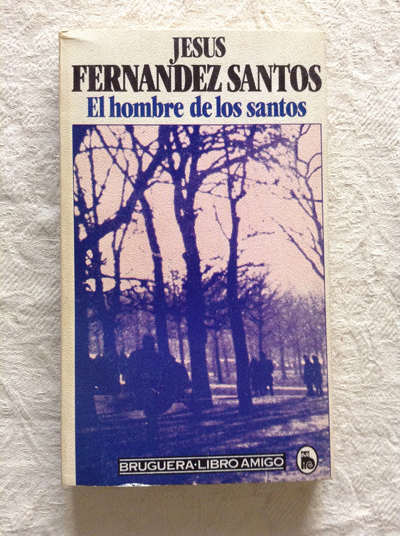 JESUS
FERNANDEZ SANTOS
El hombre de los santos
BRUGUERA·LIBRO AMIGO